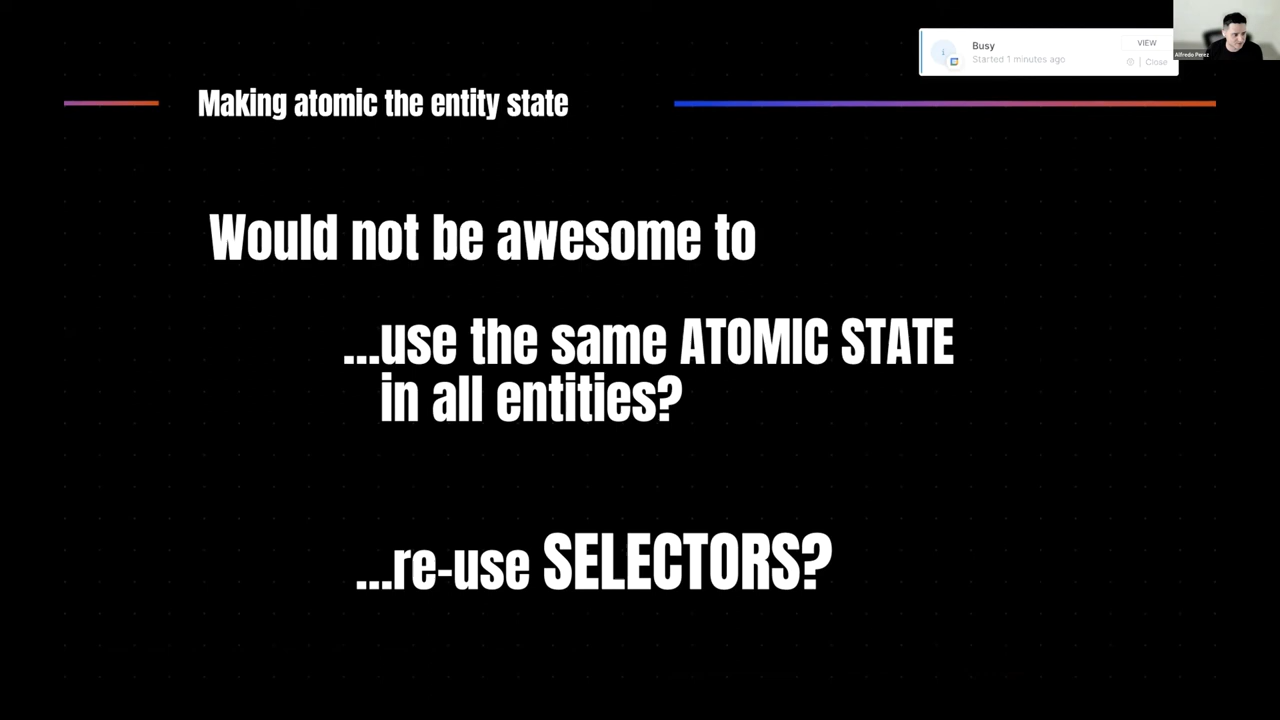 Busy
VIEW
Started 1 minutes ago
Close
Alfredo Perez
Making atomic the entity state
Would not be awesome to
...use the same ATOMIC STATE
in all entities?
...re-use SELECTORS?